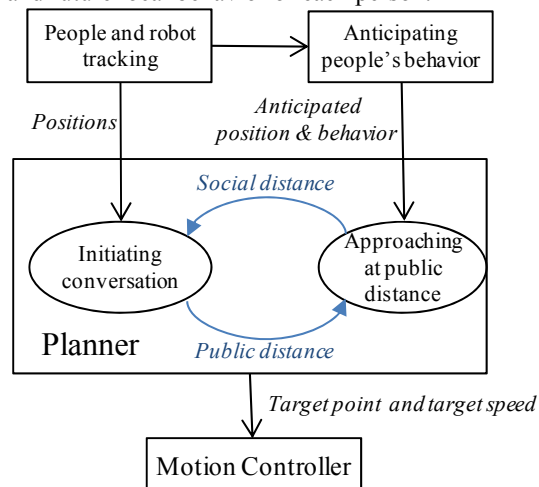 People and robot
tracking
Anticipating
people's behavior
Positions
Anticipated
position & behavior
Social distance
Initiating
conversation
Approaching
at public
distance
Planner
Public distance
Target point and target speed
Motion Controller